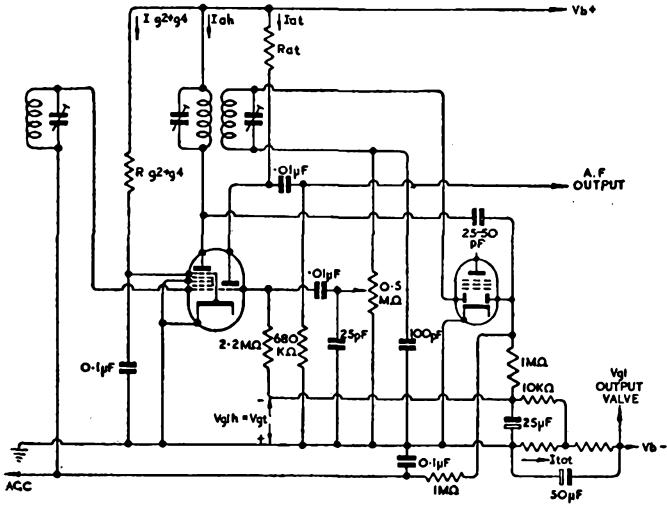 I g2+g4
Iah
Iat
Vb+
Rat
R g2+g4
·01µF
A.F
OUTPUT
25-50
pF
·01µF
0.5
MΩ
2·2MΩ
680
KΩ
25pF
100pF
0·1µF
1MΩ
10KΩ
Vg1
OUTPUT
VALVE
-
Vg1h = Vgt
+
25µF
Vb-
Itot
AGC
0·1µF
1MΩ
50µF